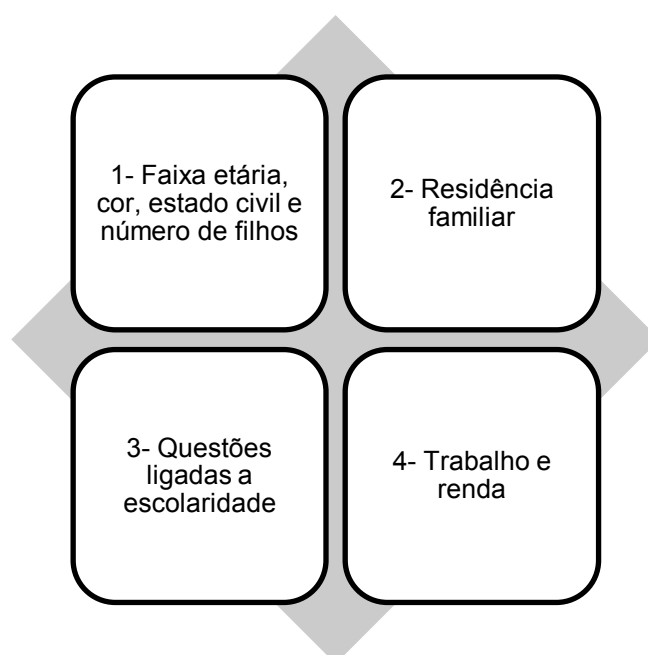 1- Faixa etária,
cor, estado civil e
número de filhos
2- Residência
familiar
3- Questões
ligadas a
escolaridade
4- Trabalho e
renda